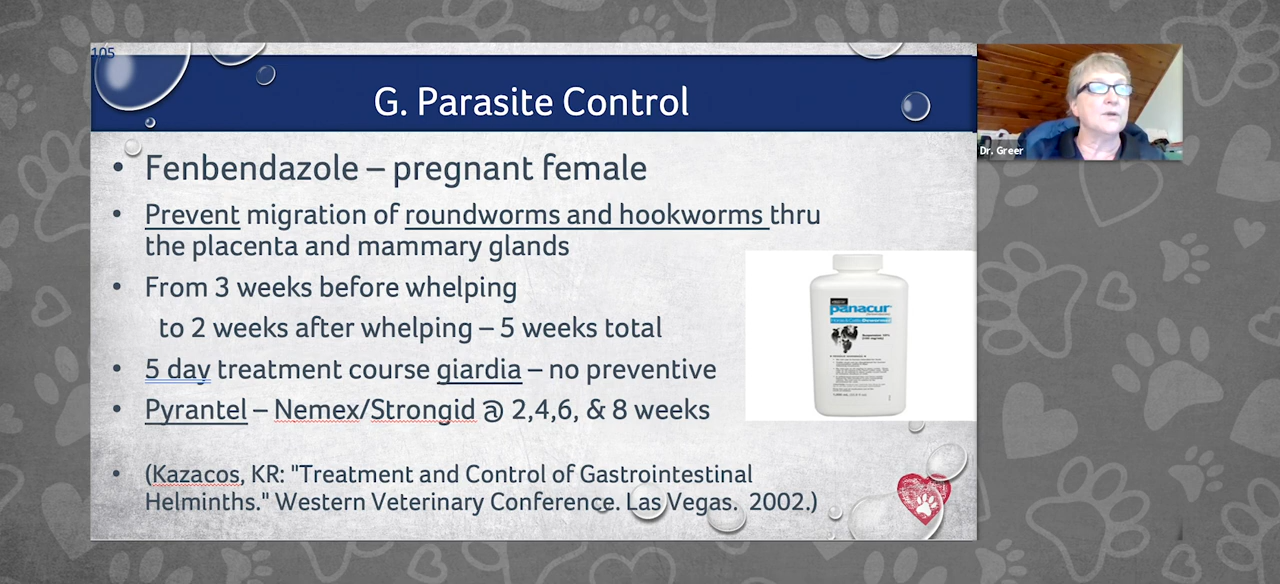 105
G. Parasite Control
Dr. Greer
• Fenbendazole – pregnant female
• Prevent migration of roundworms and hookworms thru
the placenta and mammary glands
• From 3 weeks before whelping
to 2 weeks after whelping – 5 weeks total
panacur
• 5 day treatment course giardia – no preventive
• Pyrantel – Nemex/Strongid @ 2,4,6, & 8 weeks
• (Kazacos, KR: "Treatment and Control of Gastrointestinal
Helminths." Western Veterinary Conference. Las Vegas. 2002.)